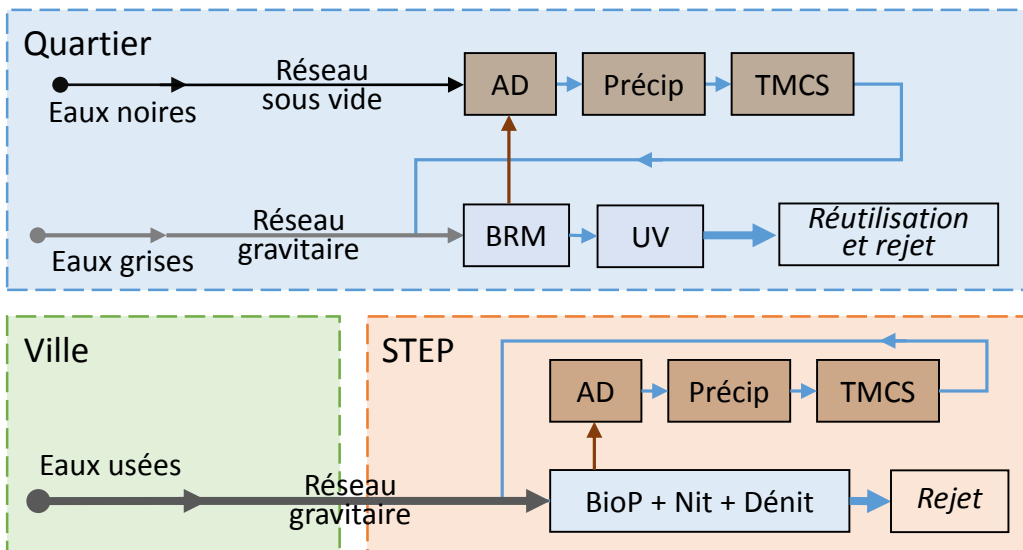 Quartier
Réseau
sous vide
Eaux noires
AD
Précip
TMCS
Réseau
gravitaire
Eaux grises
BRM
UV
Réutilisation
et rejet
Ville
STEP
AD
Précip
TMCS
Eaux usées
Réseau
gravitaire
BioP + Nit + Dénit
Rejet